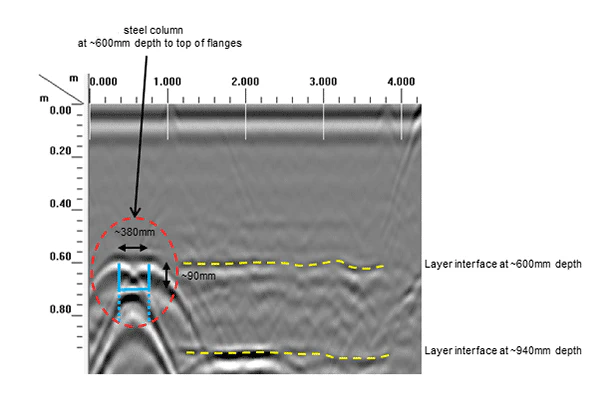 steel column
at ~600mm depth to top of flanges
m 0.000 1.000 2.000 3.000 4.000
m
0.00
0.20
0.40
~380mm
0.60
Layer interface at ~600mm depth
~90mm
0.80
Layer interface at ~940mm depth